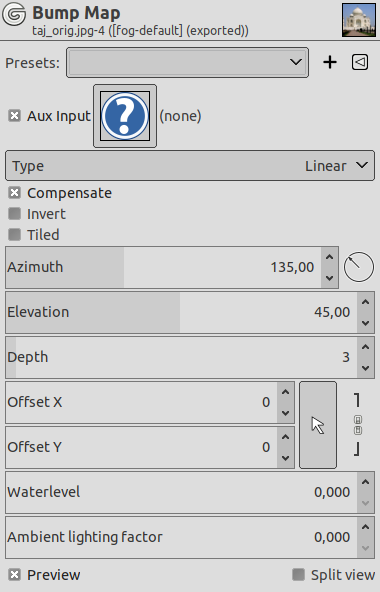 Bump Map
taj_orig.jpg-4 ([fog-default] (exported))
Presets:
Aux Input (none)
Type Linear
Compensate
Invert
Tiled
Azimuth 135,00
Elevation 45,00
Depth 3
Offset X 0
Offset Y 0
Waterlevel 0,000
Ambient lighting factor 0,000
Preview Split view